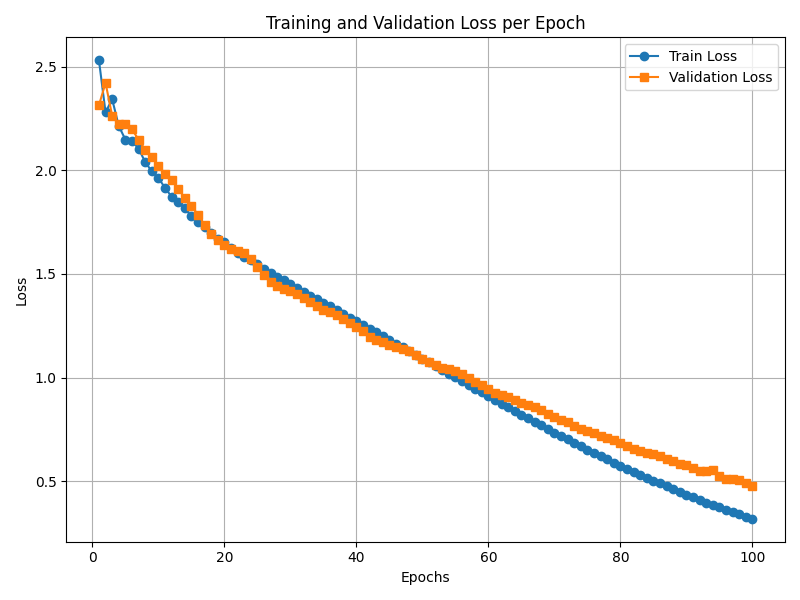 Training and Validation Loss per Epoch
Train Loss
Validation Loss
2.5
2.0
1.5
1.0
0.5
Loss
0 20 40 60 80 100
Epochs